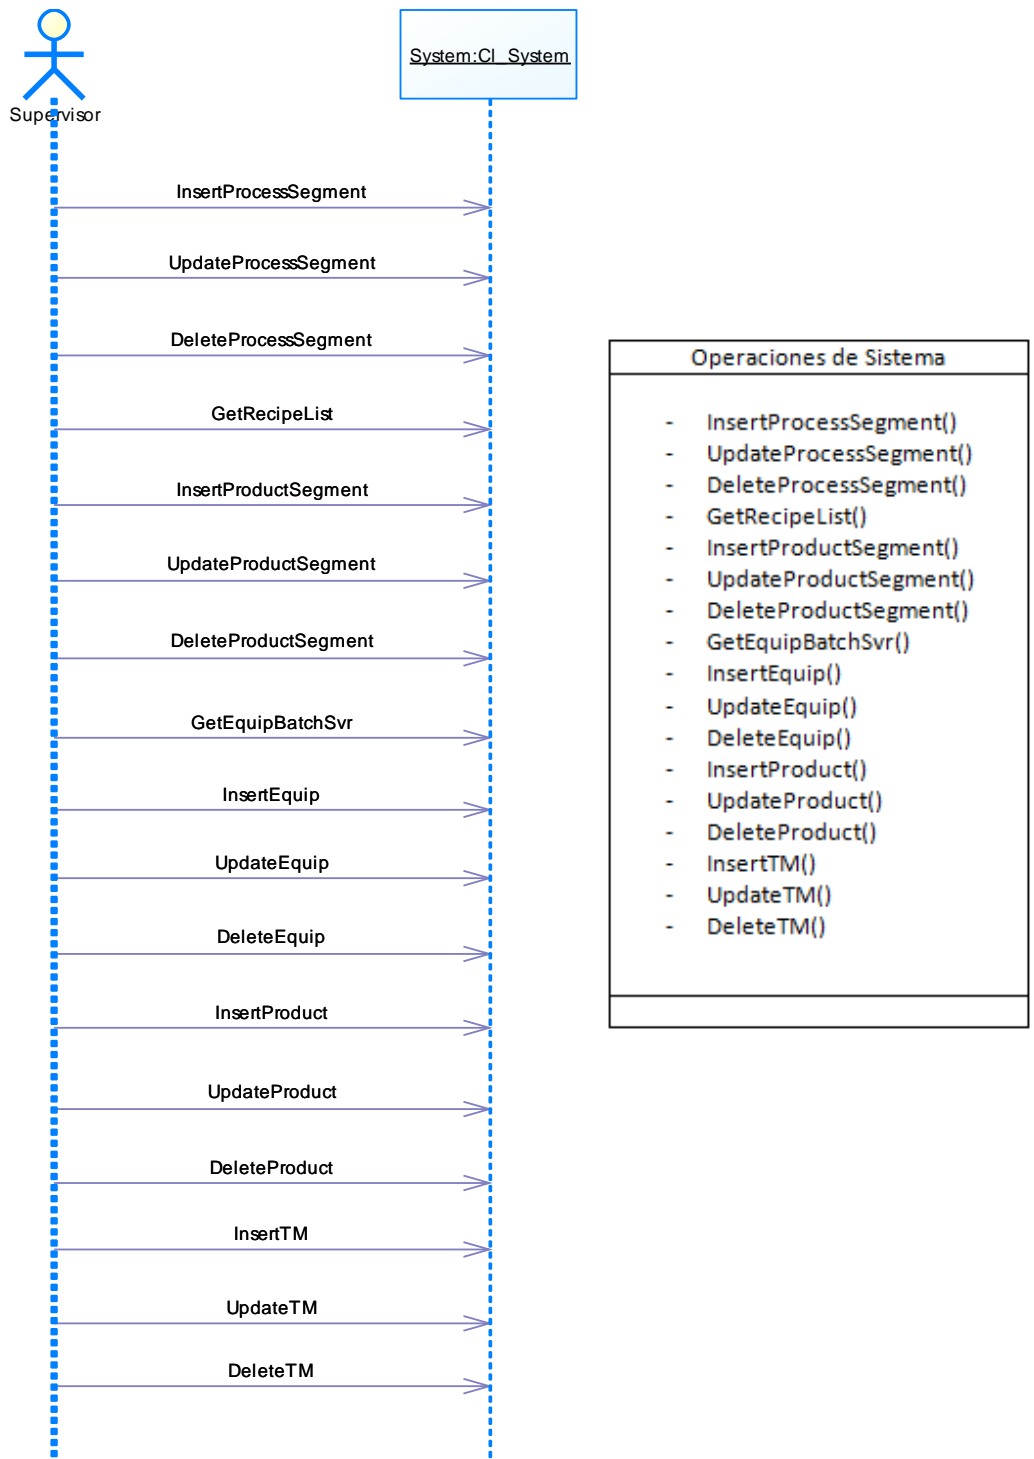 Supervisor
System:Cl_System
InsertProcessSegment
UpdateProcessSegment
DeleteProcessSegment
GetRecipeList
InsertProductSegment
UpdateProductSegment
DeleteProductSegment
GetEquipBatchSvr
InsertEquip
UpdateEquip
DeleteEquip
InsertProduct
UpdateProduct
DeleteProduct
InsertTM
UpdateTM
DeleteTM
Operaciones de Sistema
- InsertProcessSegment()
- UpdateProcessSegment()
- DeleteProcessSegment()
- GetRecipeList()
- InsertProductSegment()
- UpdateProductSegment()
- DeleteProductSegment()
- GetEquipBatchSvr()
- InsertEquip()
- UpdateEquip()
- DeleteEquip()
- InsertProduct()
- UpdateProduct()
- DeleteProduct()
- InsertTM()
- UpdateTM()
- DeleteTM()